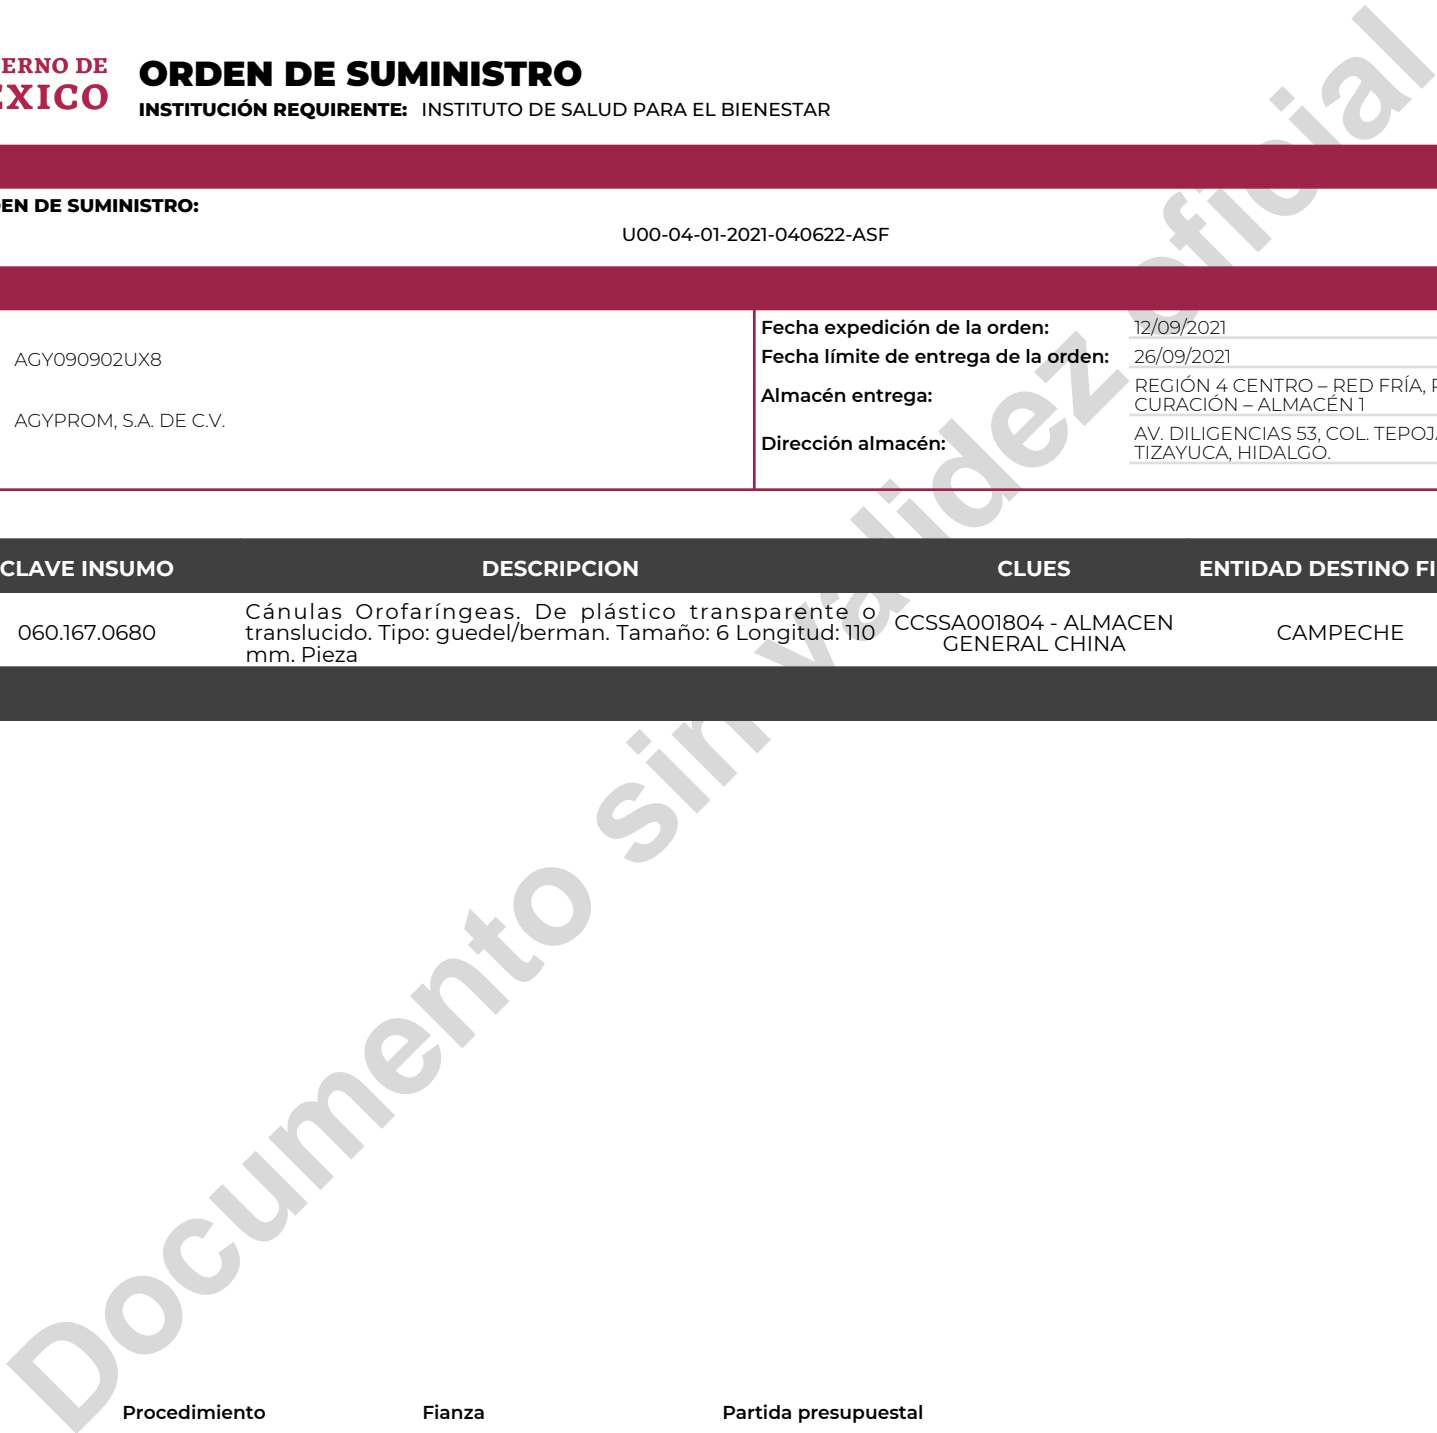 ERNO DE
ÉXICO
ORDEN DE SUMINISTRO
INSTITUCIÓN REQUIRENTE: INSTITUTO DE SALUD PARA EL BIENESTAR
EN DE SUMINISTRO:
U00-04-01-2021-040622-ASF
AGY090902UX8
AGYPROM, S.A. DE C.V.
Fecha expedición de la orden: 12/09/2021
Fecha límite de entrega de la orden: 26/09/2021
Almacén entrega:
REGIÓN 4 CENTRO – RED FRÍA,
CURACIÓN – ALMACÉN 1
Dirección almacén:
AV. DILIGENCIAS 53, COL. TEPOJA
TIZAYUCA, HIDALGO.
CLAVE INSUMO DESCRIPCION CLUES ENTIDAD DESTINO FI
060.167.0680
Cánulas Orofaríngeas. De plástico transparente o
translucido. Tipo: guedel/berman. Tamaño: 6 Longitud: 110
mm. Pieza
CCSSA001804 - ALMACEN
GENERAL CHINA
CAMPECHE
Documento sin validez oficial
Procedimiento Fianza Partida presupuestal